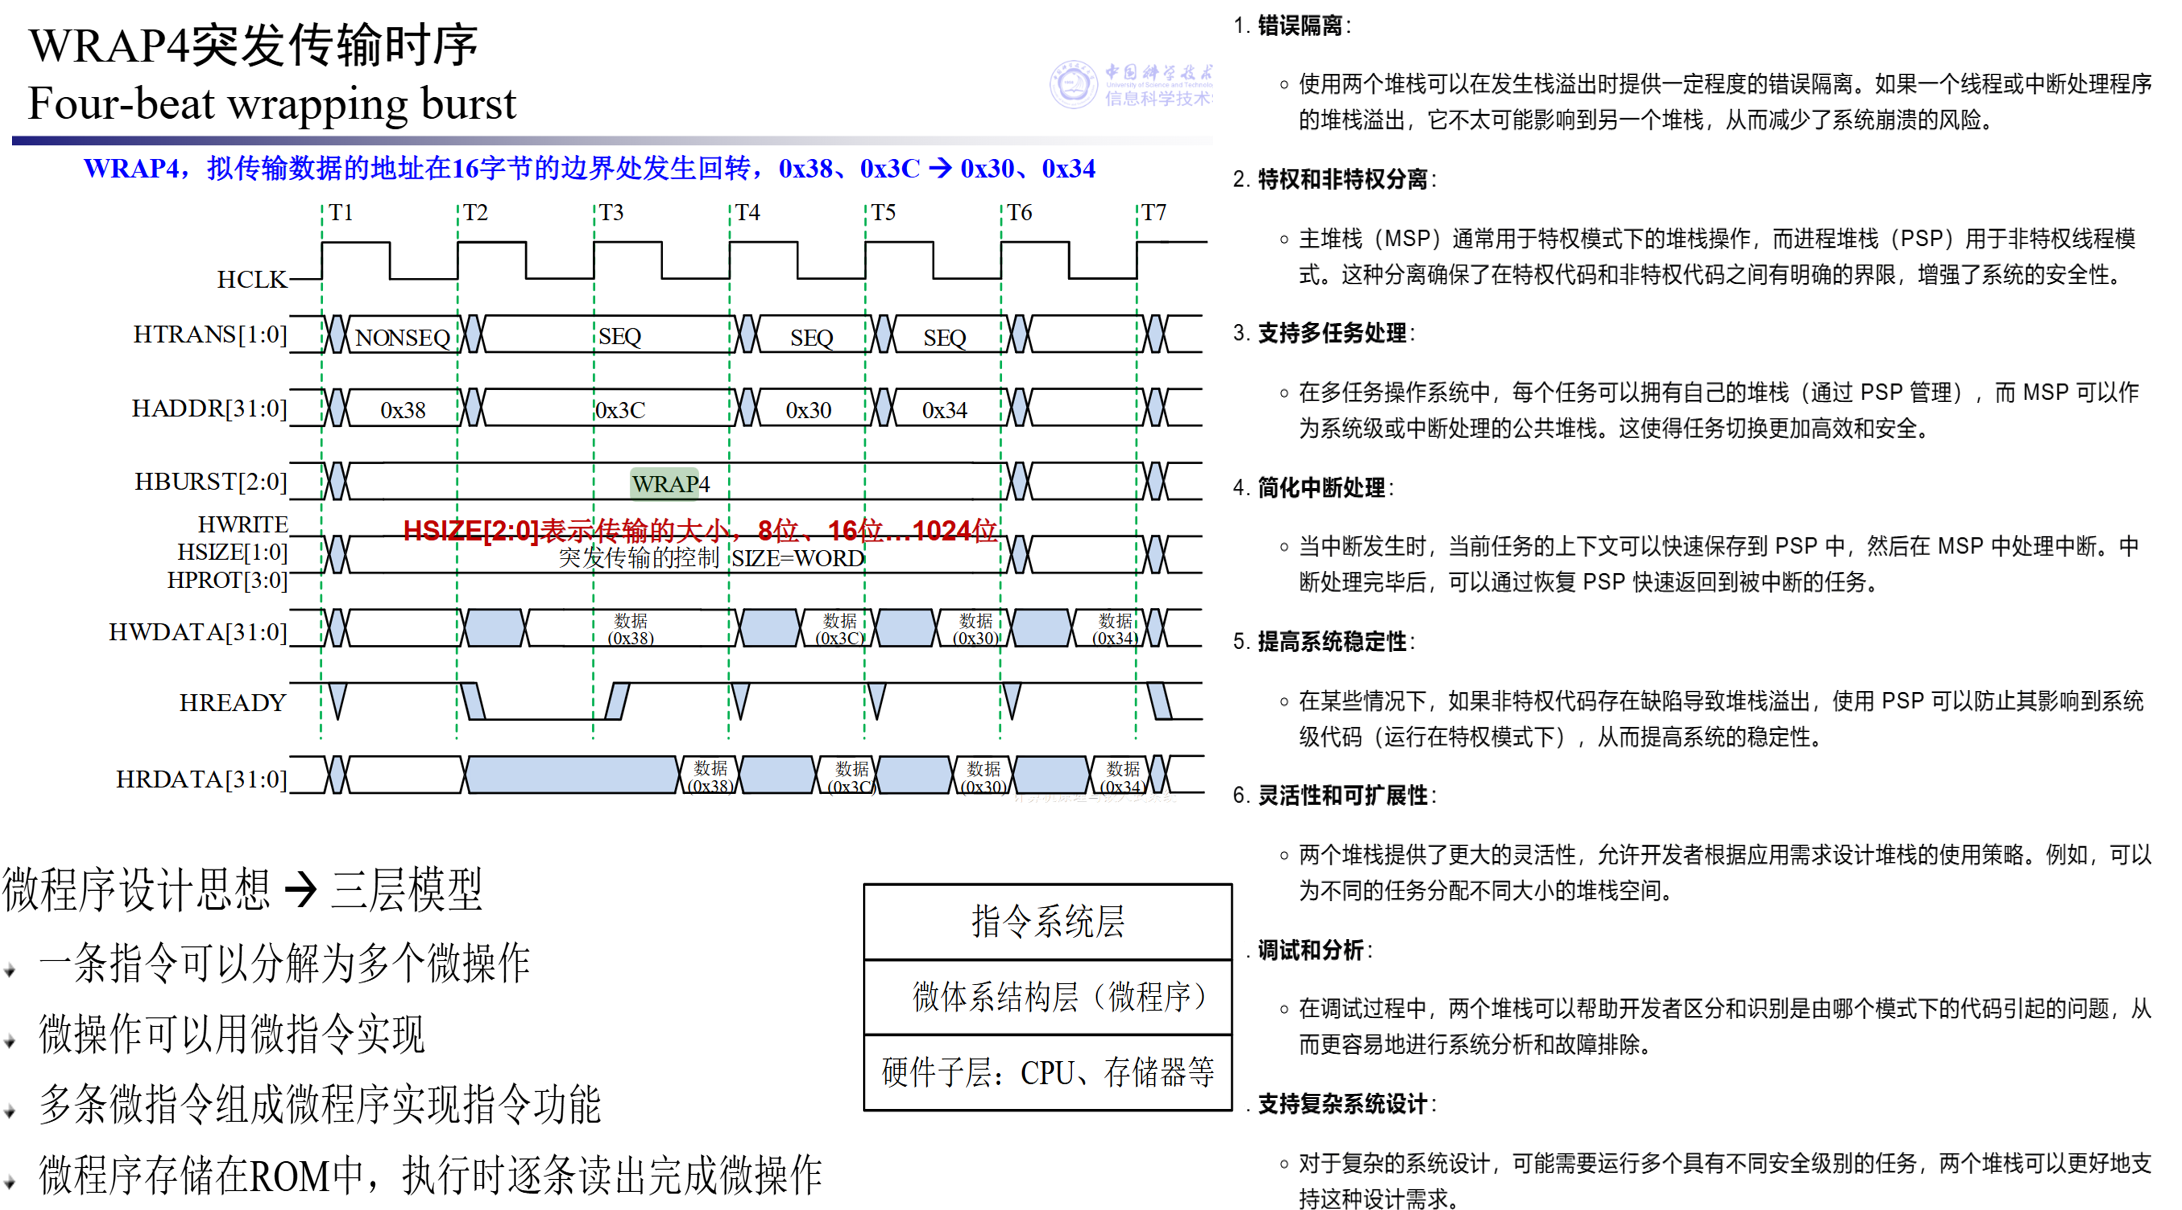 WRAP4突发传输时序
Four-beat wrapping burst
中国科学技术
University of Science and Technolo
信息科学技术
WRAP4，拟传输数据的地址在16字节的边界处发生回转，0x38、0x3C → 0x30、0x34
T1 T2 T3 T4 T5 T6 T7
HCLK
HTRANS[1:0] NONSEQ SEQ SEQ SEQ
HADDR[31:0] 0x38 0x3C 0x30 0x34
HBURST[2:0] WRAP4
HWRITE
HSIZE[2:0]表示传输的大小，8位、16位...1024位
HSIZE[1:0] 突发传输的控制 SIZE=WORD
HPROT[3:0]
HWDATA[31:0] 数据 数据 数据 数据
(0x38) (0x3C) (0x30) (0x34)
HREADY
HRDATA[31:0] 数据 数据 数据 数据
(0x38) (0x3C) (0x30) (0x34)
微程序设计思想 → 三层模型
一条指令可以分解为多个微操作
微操作可以用微指令实现
多条微指令组成微程序实现指令功能
微程序存储在ROM中，执行时逐条读出完成微操作
指令系统层
微体系结构层（微程序）
硬件子层：CPU、存储器等
1. 错误隔离：
使用两个堆栈可以在发生栈溢出时提供一定程度的错误隔离。如果一个线程或中断处理程序
的堆栈溢出，它不太可能影响到另一个堆栈，从而减少了系统崩溃的风险。
2. 特权和非特权分离：
主堆栈（MSP）通常用于特权模式下的堆栈操作，而进程堆栈（PSP）用于非特权线程模
式。这种分离确保了在特权代码和非特权代码之间有明确的界限，增强了系统的安全性。
3. 支持多任务处理：
在多任务操作系统中，每个任务可以拥有自己的堆栈（通过 PSP 管理），而 MSP 可以作
为系统级或中断处理的公共堆栈。这使得任务切换更加高效和安全。
4. 简化中断处理：
当中断发生时，当前任务的上下文可以快速保存到 PSP 中，然后在 MSP 中处理中断。中
断处理完毕后，可以通过恢复 PSP 快速返回到被中断的任务。
5. 提高系统稳定性：
在某些情况下，如果非特权代码存在缺陷导致堆栈溢出，使用 PSP 可以防止其影响到系统
级代码（运行在特权模式下），从而提高系统的稳定性。
6. 灵活性和可扩展性：
两个堆栈提供了更大的灵活性，允许开发者根据应用需求设计堆栈的使用策略。例如，可以
为不同的任务分配不同大小的堆栈空间。
. 调试和分析：
在调试过程中，两个堆栈可以帮助开发者区分和识别是由哪个模式下的代码引起的问题，从
而更容易地进行系统分析和故障排除。
. 支持复杂系统设计：
对于复杂的系统设计，可能需要运行多个具有不同安全级别的任务，两个堆栈可以更好地支
持这种设计需求。